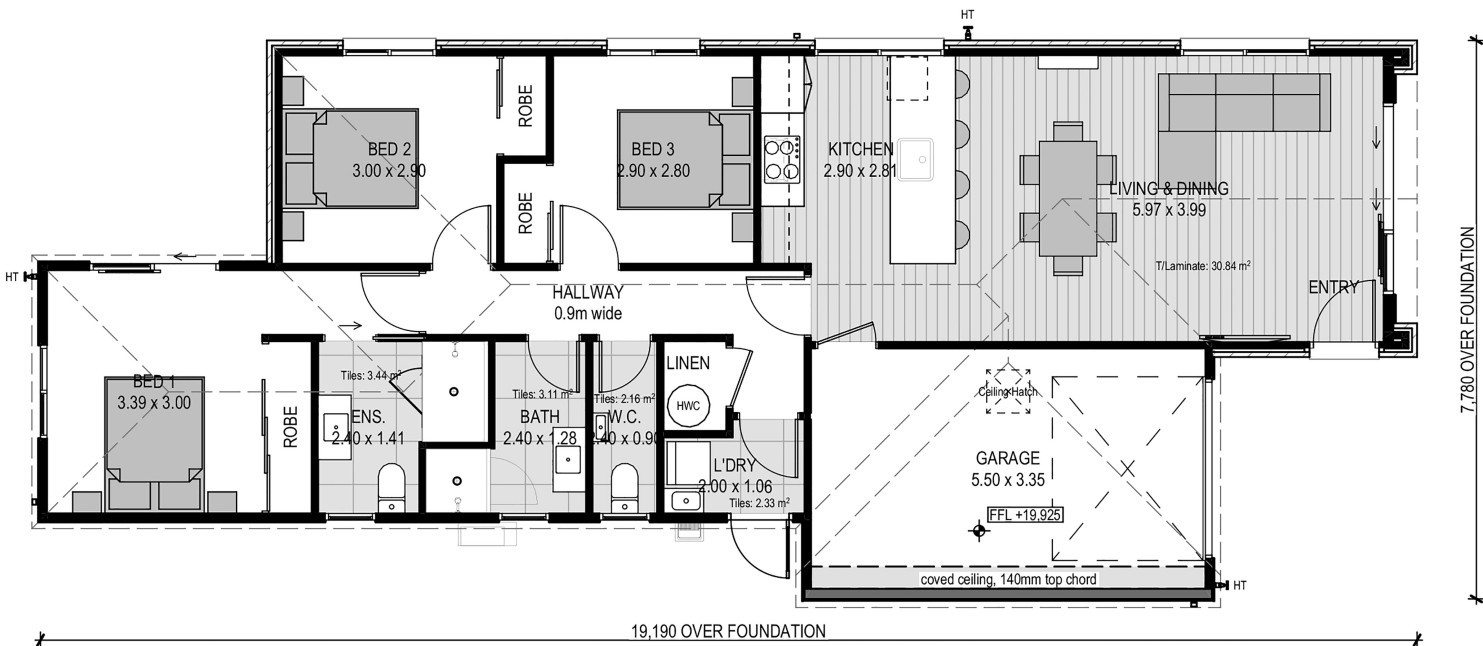 HT
ROBE
BED 2
3.00 x 2.90
BED 3
2.90 x 2.80
KITCHEN
2.90 x 2.81
LIVING & DINING
5.97 x 3.99
ROBE
T/Laminate: 30.84 m²
HT
HALLWAY
0.9m wide
ENTRY
7,780 OVER FOUNDATION
BED 1
3.39 x 3.00
ROBE
Tiles: 3.44 m²
ENS.
2.40 x 1.41
Tiles: 3.11 m²
BATH
2.40 x 1.28
Tiles: 2.16 m²
W.C.
2.40 x 0.90
LINEN
HWC
L'DRY
2.00 x 1.06
Tiles: 2.33 m²
Ceiling Hatch
GARAGE
5.50 x 3.35
FFL +19,925
coved ceiling, 140mm top chord
HT
19,190 OVER FOUNDATION